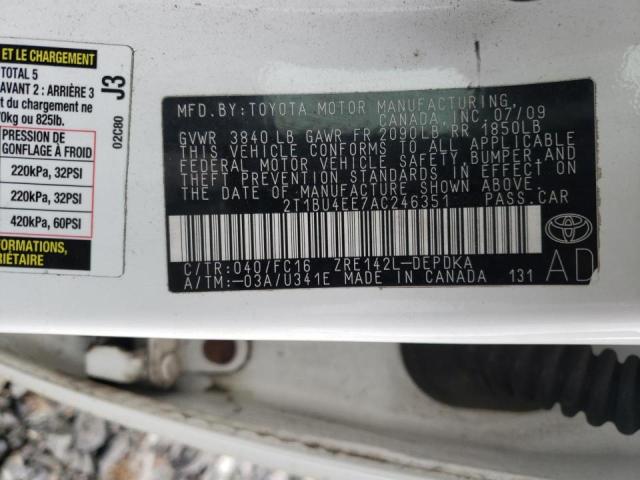 ET LE CHARGEMENT
TOTAL 5
AVANT 2 : ARRIÈRE 3
t du chargement ne
70kg ou 825lb.
PRESSION DE
GONFLAGE À FROID
220kPa, 32PSI
220kPa, 32PSI
420kPa, 60PSI
FORMATIONS,
RIÉTAIRE
J3
02C80
MFD.BY:TOYOTA MOTOR MANUFACTURING,
CANADA, INC. 07/09
GVWR 3840LB GAWR FR 2090LB RR 1850LB
THIS VEHICLE CONFORMS TO ALL APPLICABLE
FEDERAL MOTOR VEHICLE SAFETY, BUMPER, AND
THEFT PREVENTION STANDARDS IN EFFECT ON
THE DATE OF MANUFACTURE SHOWN ABOVE.
2T1BU4EE7AC246351 PASS.CAR
C/TR:040/FC16 ZRE142L-DEPDKA
A/TM:-03A/U341E MADE IN CANADA 131
AD
TOYOTA